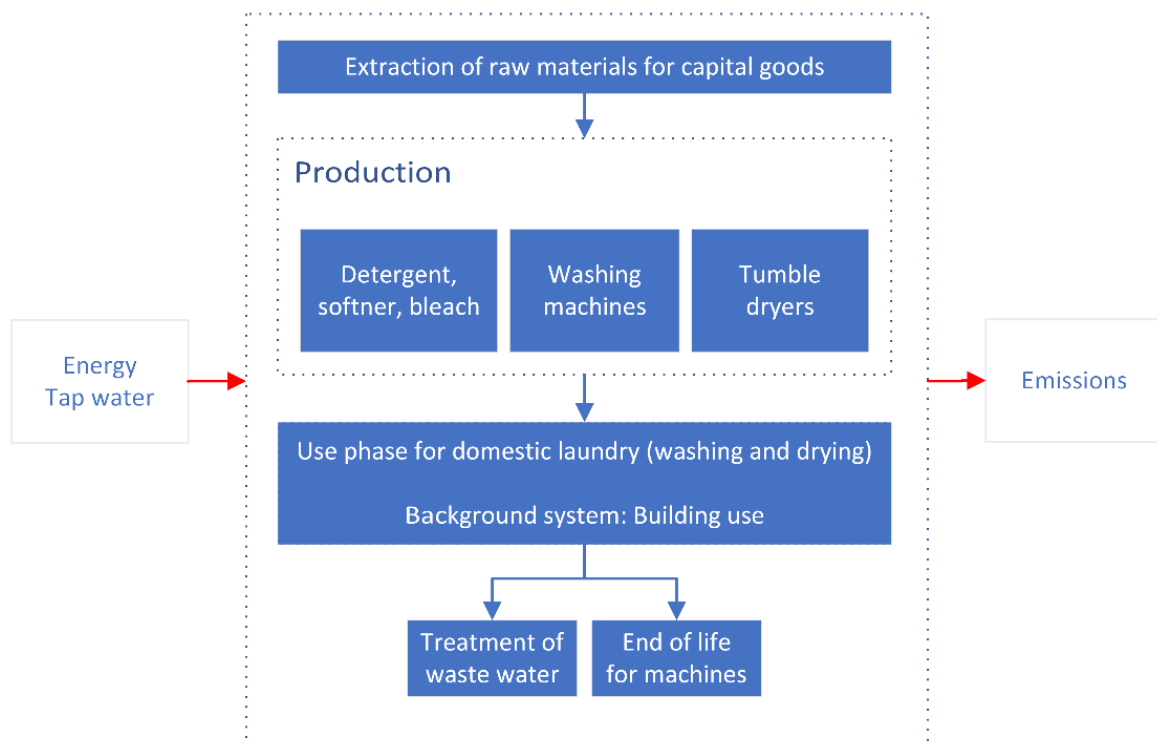 Extraction of raw materials for capital goods
Production
Detergent,
softner, bleach
Washing
machines
Tumble
dryers
Energy
Tap water
Emissions
Use phase for domestic laundry (washing and drying)
Background system: Building use
Treatment of
waste water
End of life
for machines